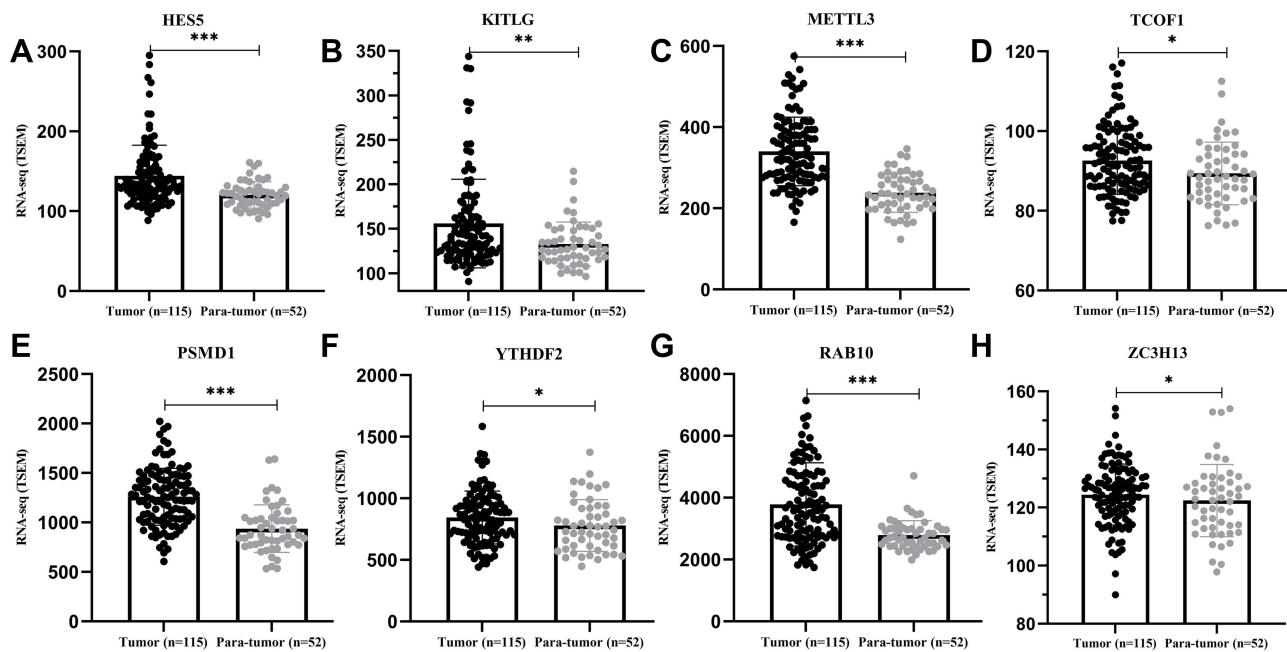 HES5
A
***
300
200
100
0
RNA-seq (TSEM)
Tumor (n=115) Para-tumor (n=52)
KITLG
B
**
350
300
250
200
150
100
RNA-seq (TSEM)
Tumor (n=115) Para-tumor (n=52)
METTL3
C
***
600
400
200
0
RNA-seq (TSEM)
Tumor (n=115) Para-tumor (n=52)
TCOF1
D
*
120
100
80
60
RNA-seq (TSEM)
Tumor (n=115) Para-tumor (n=52)
PSMD1
E
***
2500
2000
1500
1000
500
0
RNA-seq (TSEM)
Tumor (n=115) Para-tumor (n=52)
YTHDF2
F
*
2000
1500
1000
500
0
RNA-seq (TSEM)
Tumor (n=115) Para-tumor (n=52)
RAB10
G
***
8000
6000
4000
2000
0
RNA-seq (TSEM)
Tumor (n=115) Para-tumor (n=52)
ZC3H13
H
*
160
140
120
100
80
RNA-seq (TSEM)
Tumor (n=115) Para-tumor (n=52)